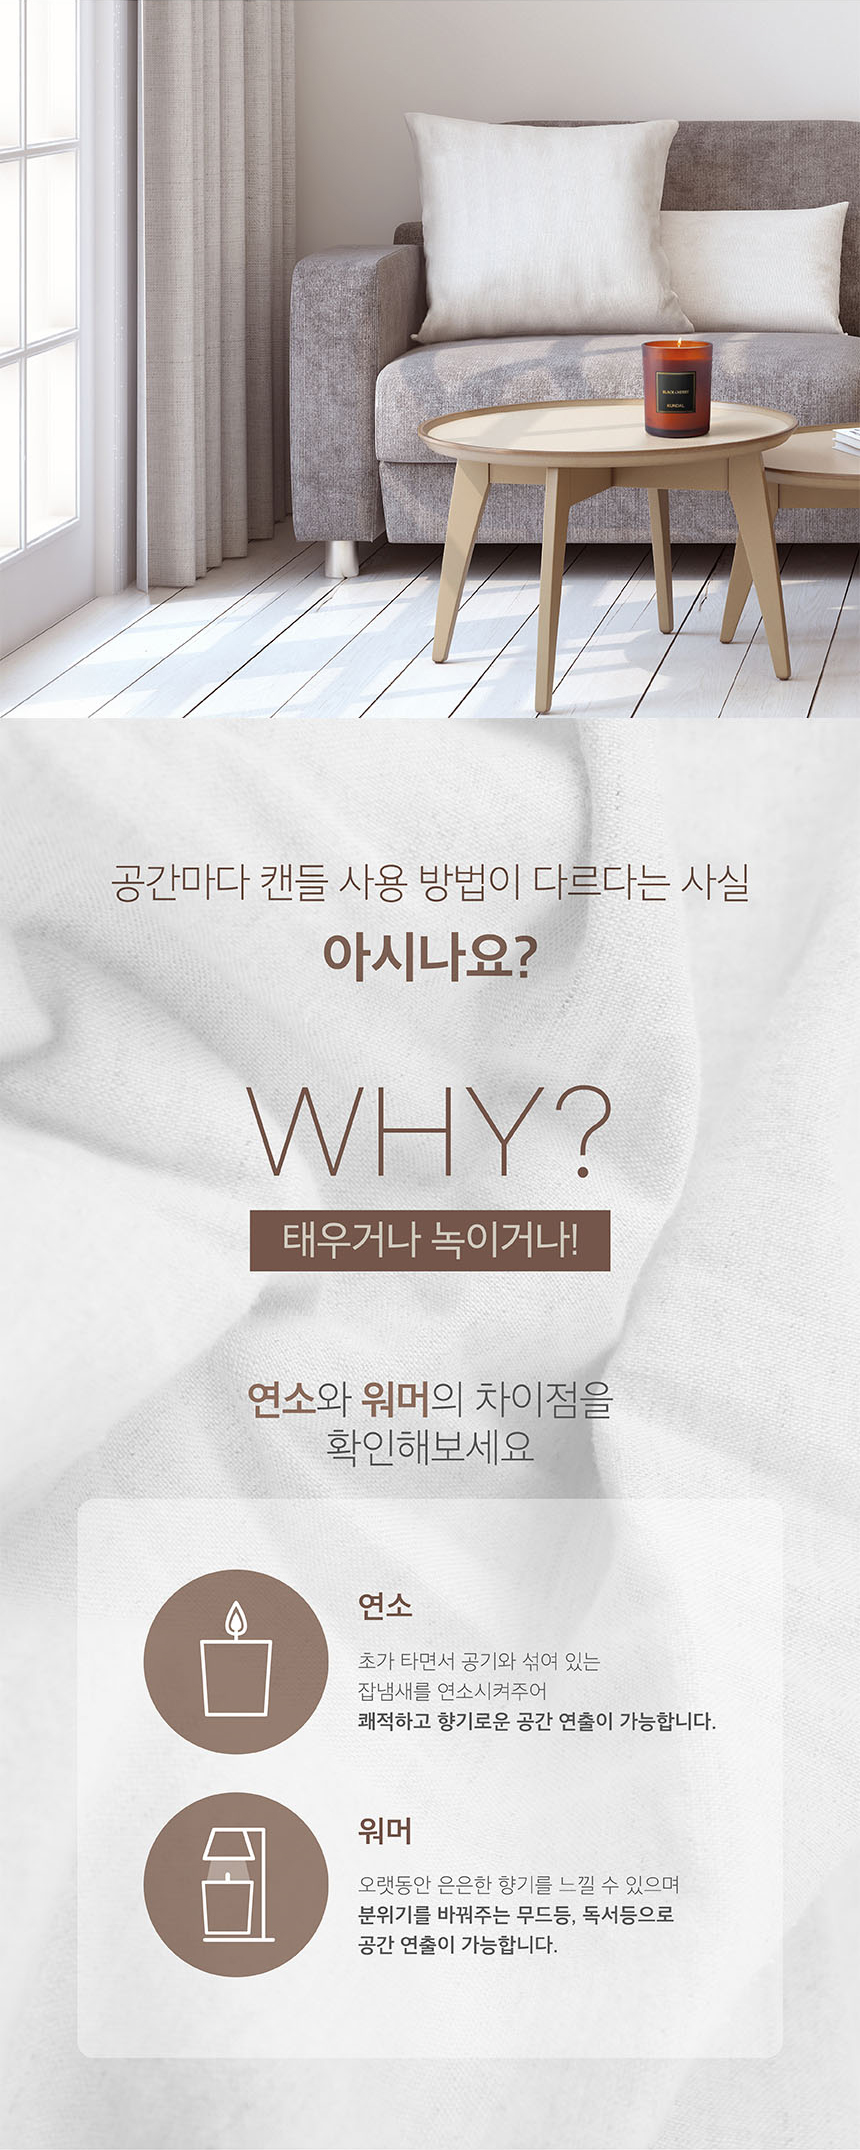 BLACK CHERRY
KUNDAL
공간마다 캔들 사용 방법이 다르다는 사실
아시나요?
WHY?
태우거나 녹이거나!
연소와 워머의 차이점을
확인해보세요
연소
초가 타면서 공기와 섞여 있는
잡냄새를 연소시켜주어
쾌적하고 향기로운 공간 연출이 가능합니다.
워머
오랫동안 은은한 향기를 느낄 수 있으며
분위기를 바꿔주는 무드등, 독서등으로
공간 연출이 가능합니다.